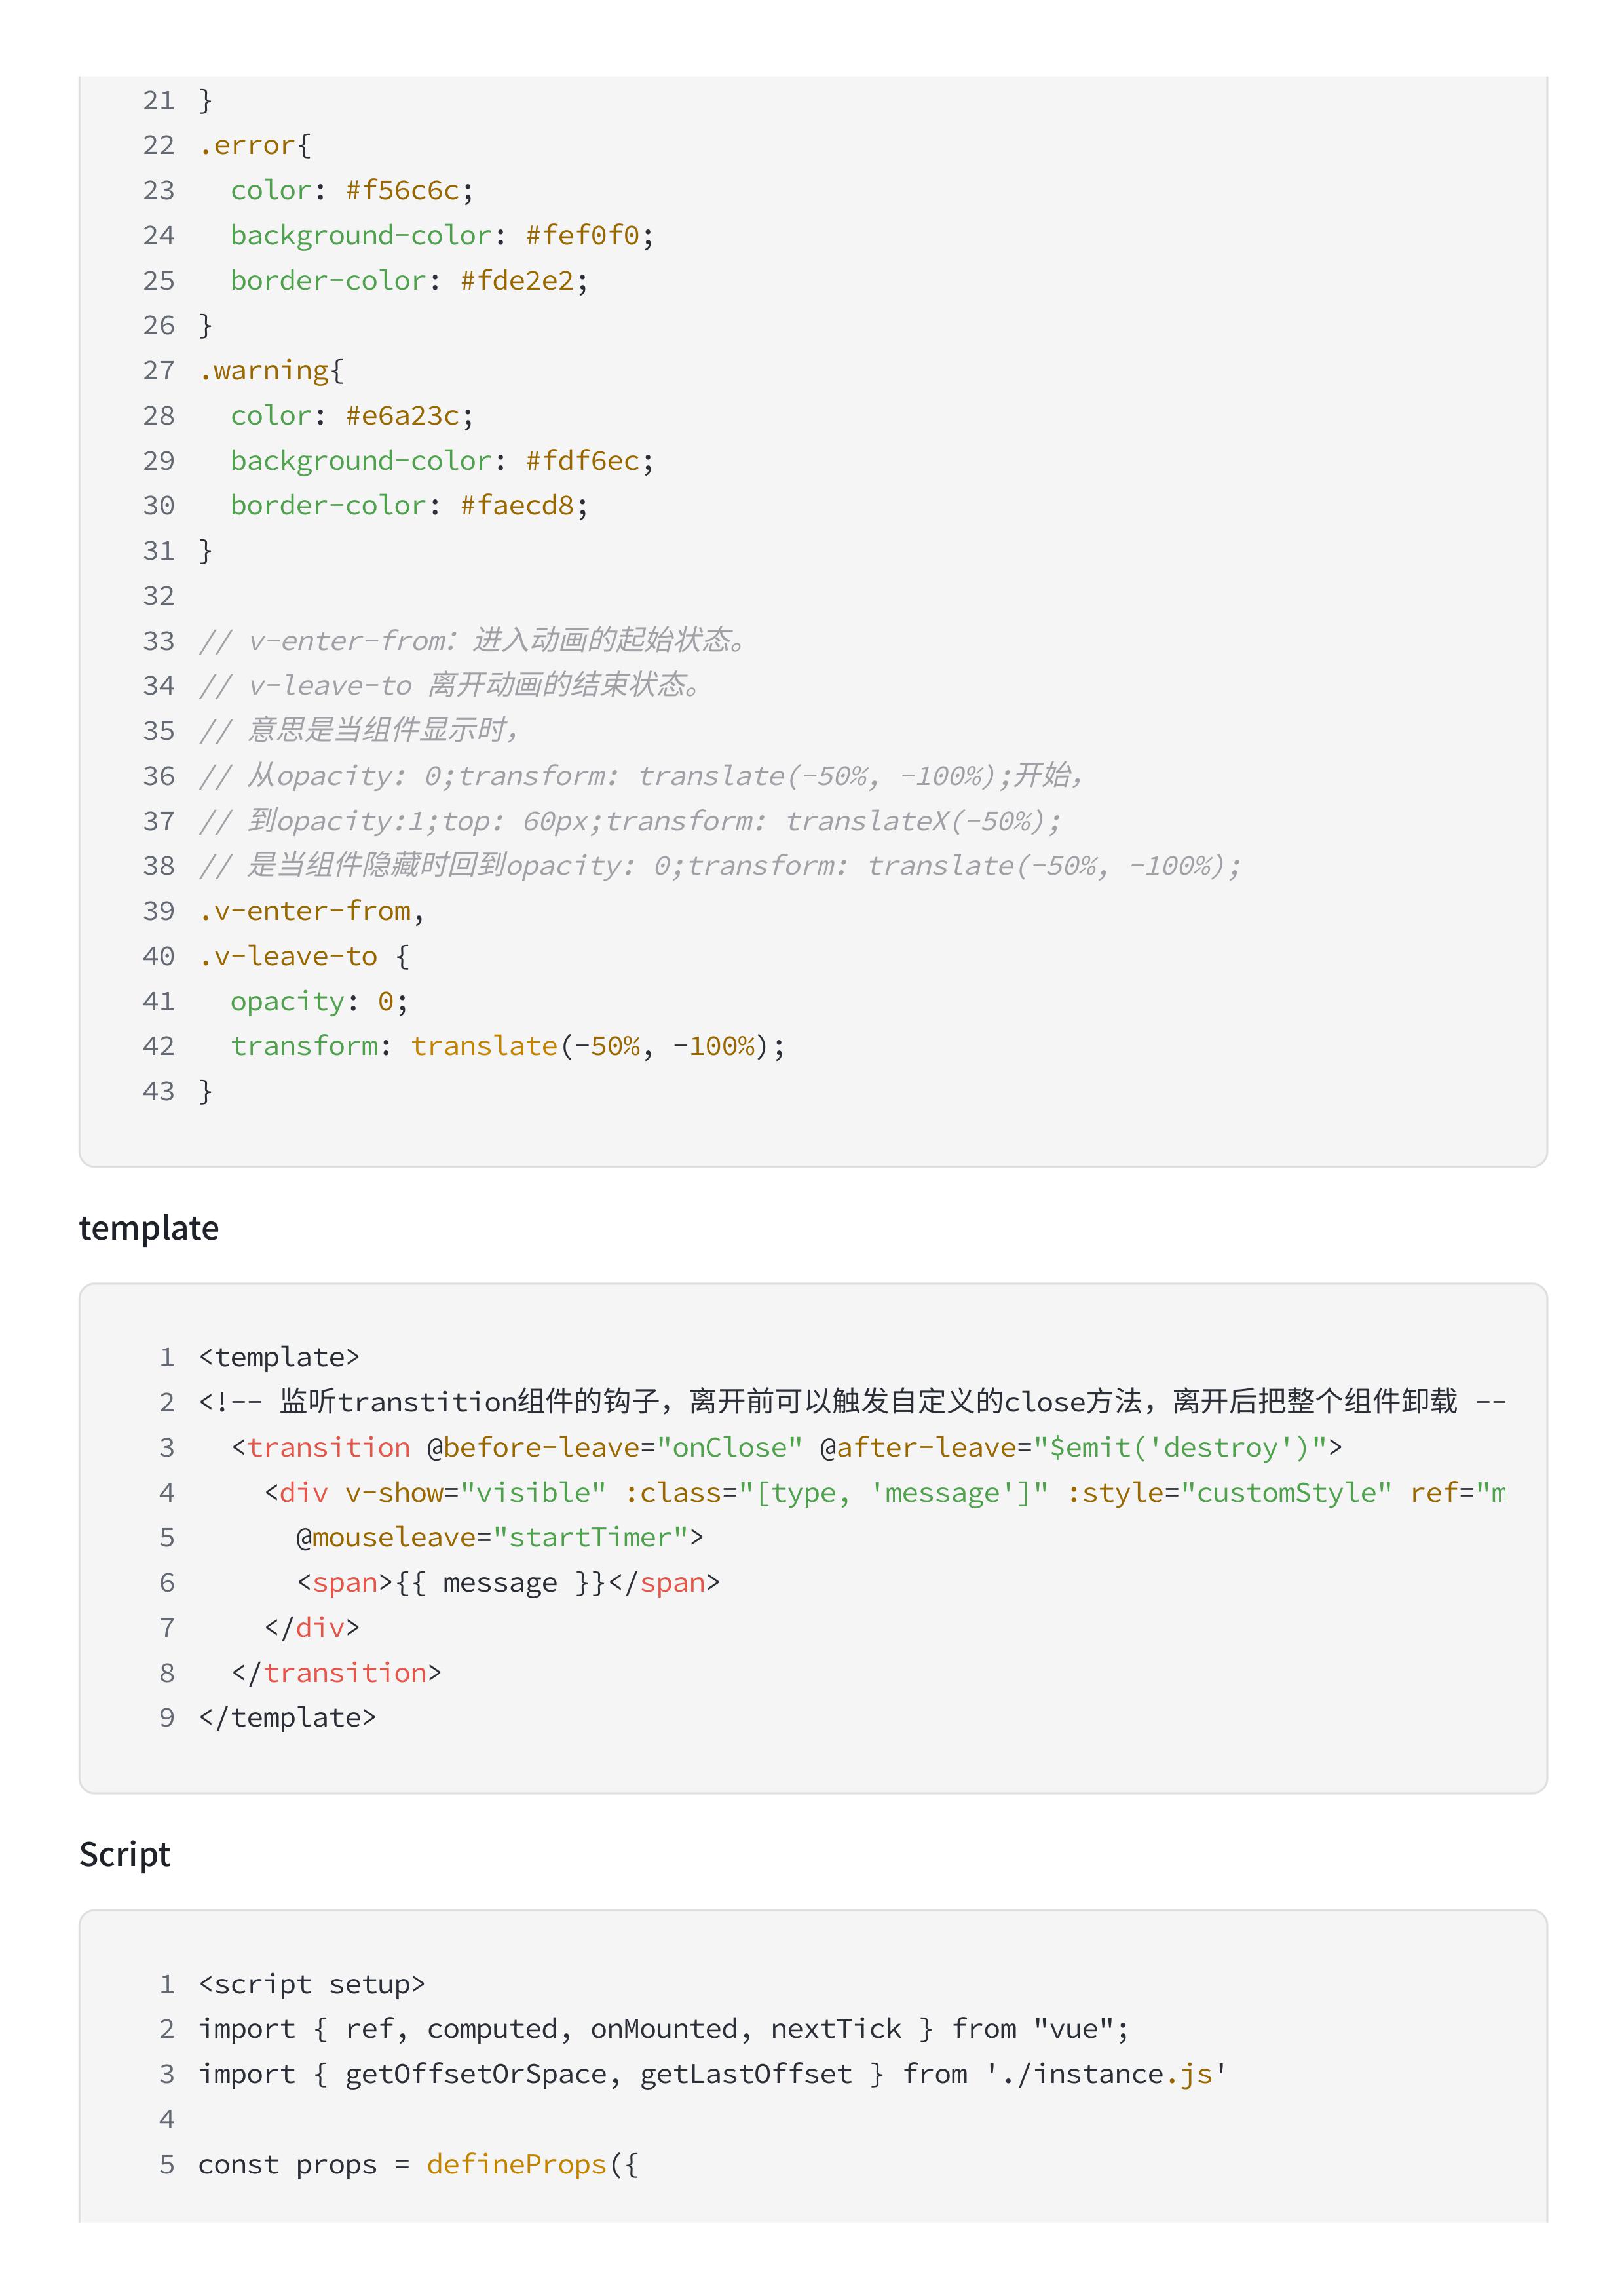 21 }
22 .error{
23   color: #f56c6c;
24   background-color: #fef0f0;
25   border-color: #fde2e2;
26 }
27 .warning{
28   color: #e6a23c;
29   background-color: #fdf6ec;
30   border-color: #faecd8;
31 }
32
33 // v-enter-from：进入动画的起始状态。
34 // v-leave-to 离开动画的结束状态。
35 // 意思是当组件显示时，
36 // 从opacity: 0;transform: translate(-50%, -100%);开始，
37 // 到opacity:1;top: 60px;transform: translateX(-50%);
38 // 是当组件隐藏时回到opacity: 0;transform: translate(-50%, -100%);
39 .v-enter-from,
40 .v-leave-to {
41   opacity: 0;
42   transform: translate(-50%, -100%);
43 }
template
1 <template>
2 <!-- 监听transtition组件的钩子，离开前可以触发自定义的close方法，离开后把整个组件卸载 --
3   <transition @before-leave="onClose" @after-leave="$emit('destroy')">
4     <div v-show="visible" :class="[type, 'message']" :style="customStyle" ref="m
5       @mouseleave="startTimer">
6       <span>{{ message }}</span>
7     </div>
8   </transition>
9 </template>
Script
1 <script setup>
2 import { ref, computed, onMounted, nextTick } from "vue";
3 import { getOffsetOrSpace, getLastOffset } from './instance.js'
4
5 const props = defineProps({